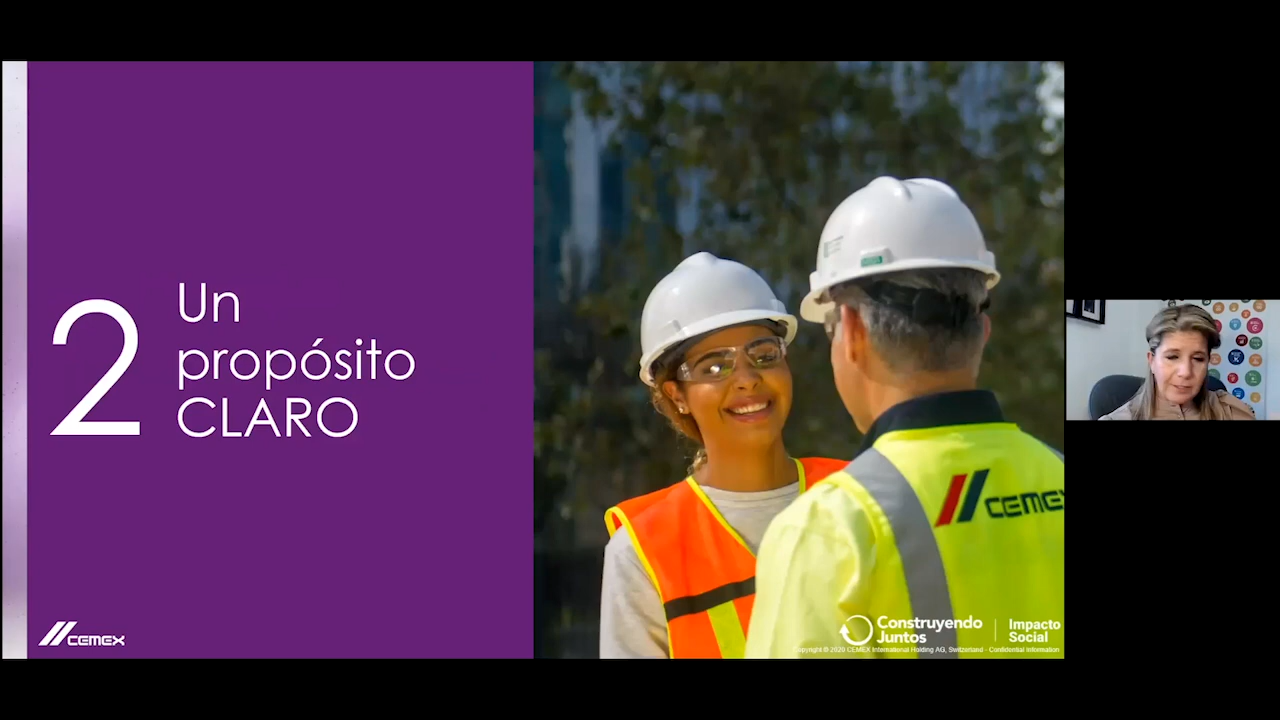 2
Un
propósito
CLARO
CEMEX
CEMEX
Construyendo
Juntos
Impacto
Social
Copyright © 2020 CEMEX International Holding AG, Switzerland - Confidential Information